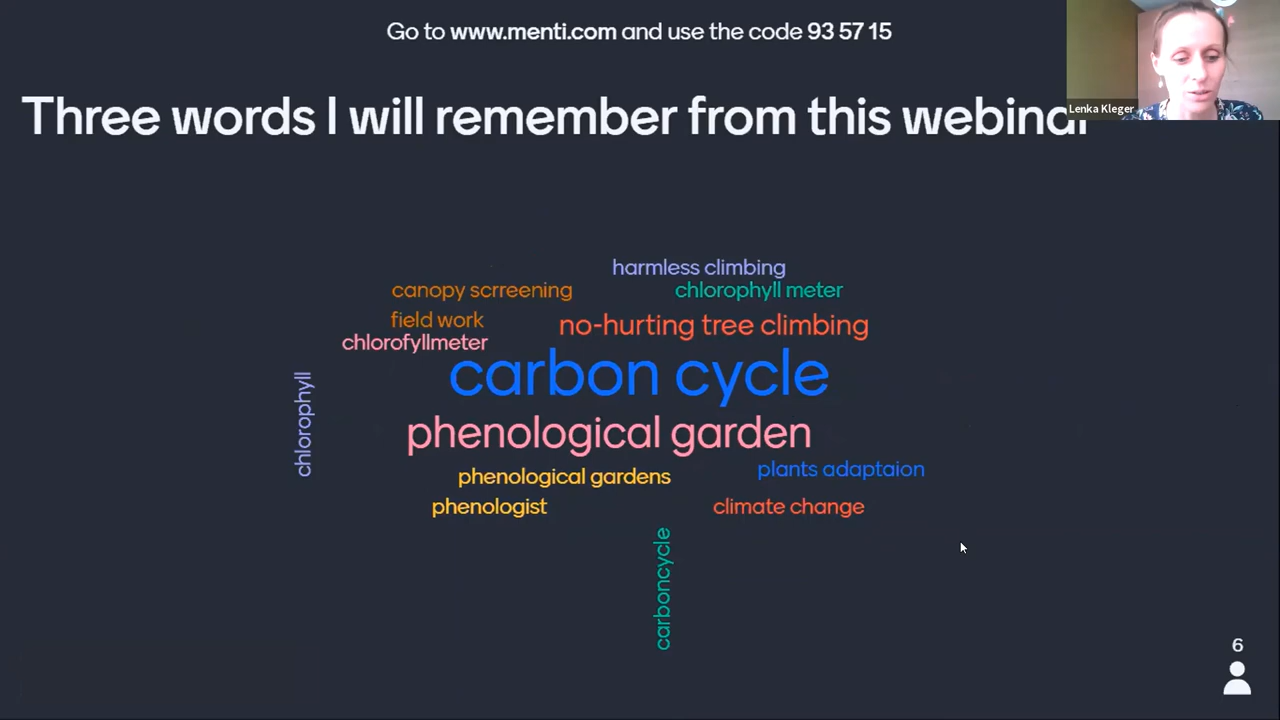 Go to www.menti.com and use the code 93 57 15
Lenka Kleger
Three words I will remember from this webinar
harmless climbing
canopy scrreening
chlorophyll meter
field work
no-hurting tree climbing
chlorofyllmeter
carbon cycle
chlorophyll
phenological garden
plants adaptaion
phenological gardens
phenologist
climate change
carboncycle
6